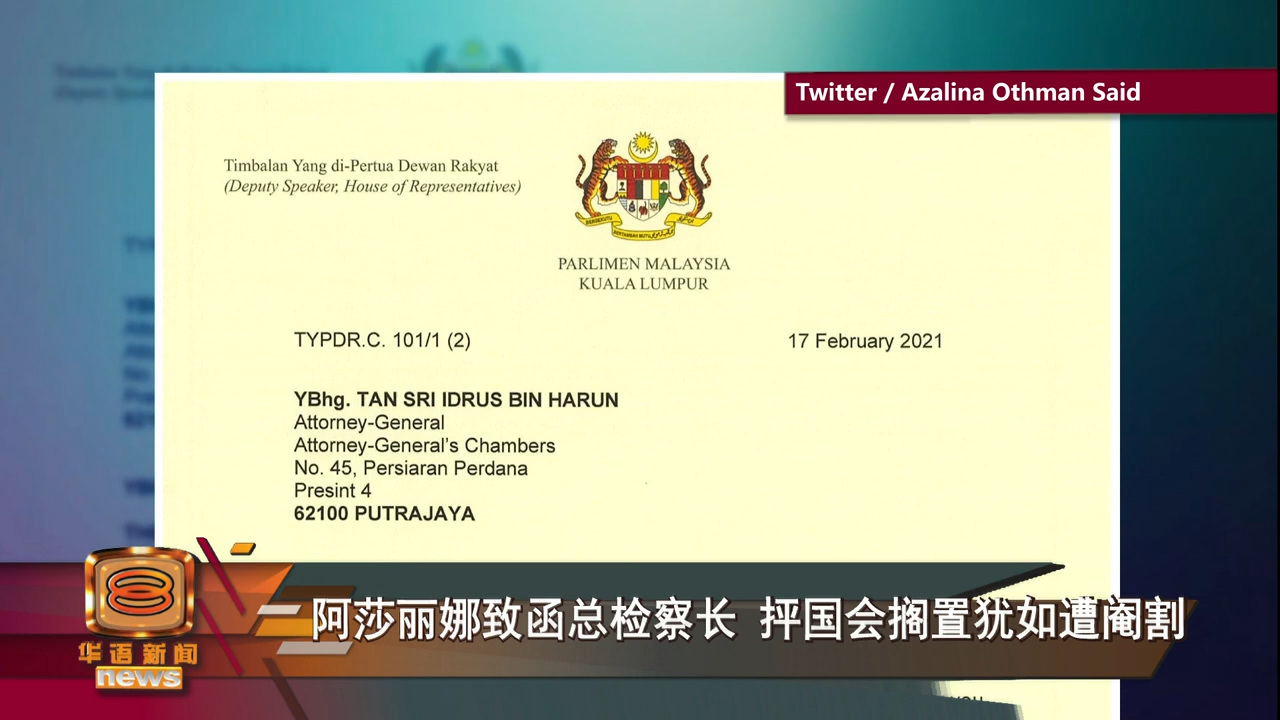 Twitter / Azalina Othman Said
Timbalan Yang di-Pertua Dewan Rakyat
(Deputy Speaker, House of Representatives)
PARLIMEN MALAYSIA
KUALA LUMPUR
TYPDR.C. 101/1 (2)
17 February 2021
YBhg. TAN SRI IDRUS BIN HARUN
Attorney-General
Attorney-General's Chambers
No. 45, Persiaran Perdana
Presint 4
62100 PUTRAJAYA
阿莎丽娜致函总检察长 抨国会搁置犹如遭阉割
8
华语新闻
news